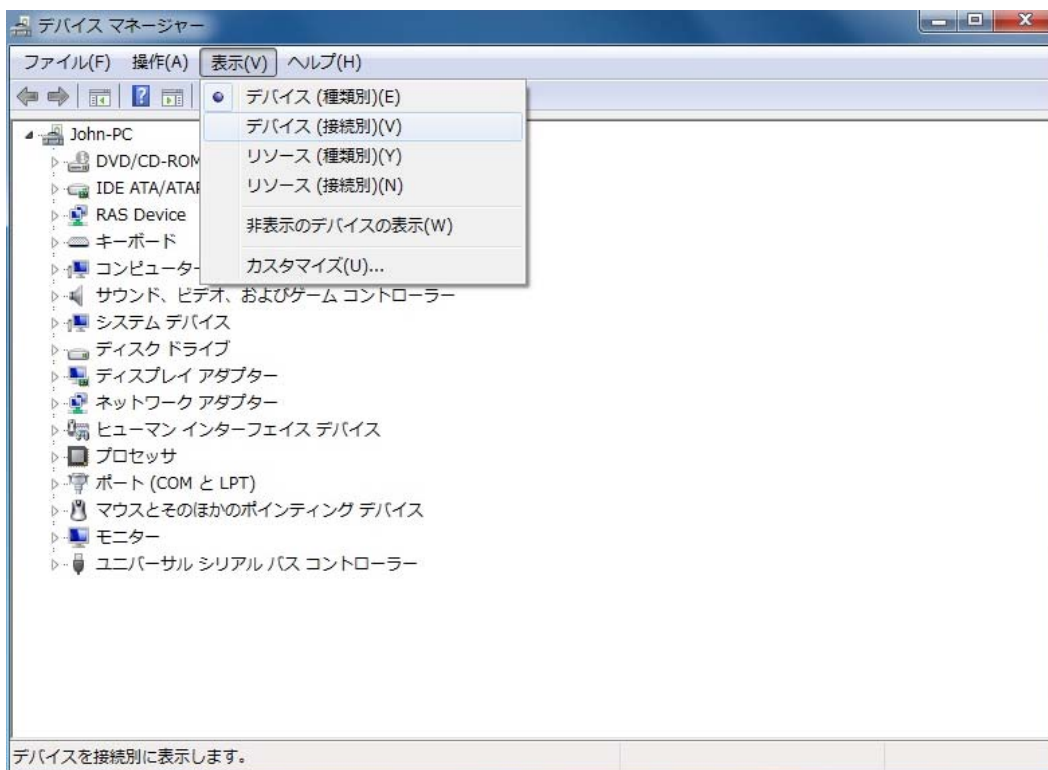 デバイス マネージャー
ファイル(F) 操作(A) 表示(V) ヘルプ(H)
デバイス (種類別)(E)
デバイス (接続別)(V)
リソース (種類別)(Y)
リソース (接続別)(N)
非表示のデバイスの表示(W)
カスタマイズ(U)...
John-PC
DVD/CD-ROM
IDE ATA/ATAP
RAS Device
キーボード
コンピューター
サウンド、ビデオ、およびゲーム コントローラー
システム デバイス
ディスク ドライブ
ディスプレイ アダプター
ネットワーク アダプター
ヒューマン インターフェイス デバイス
プロセッサ
ポート (COM と LPT)
マウスとそのほかのポインティング デバイス
モニター
ユニバーサル シリアル バス コントローラー
デバイスを接続別に表示します。